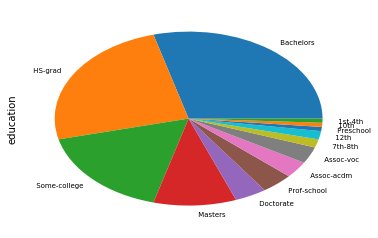 Bachelors
HS-grad
Some-college
Masters
Doctorate
Prof-school
Assoc-acdm
Assoc-voc
7th-8th
12th
Preschool
10th
1st-4th
education